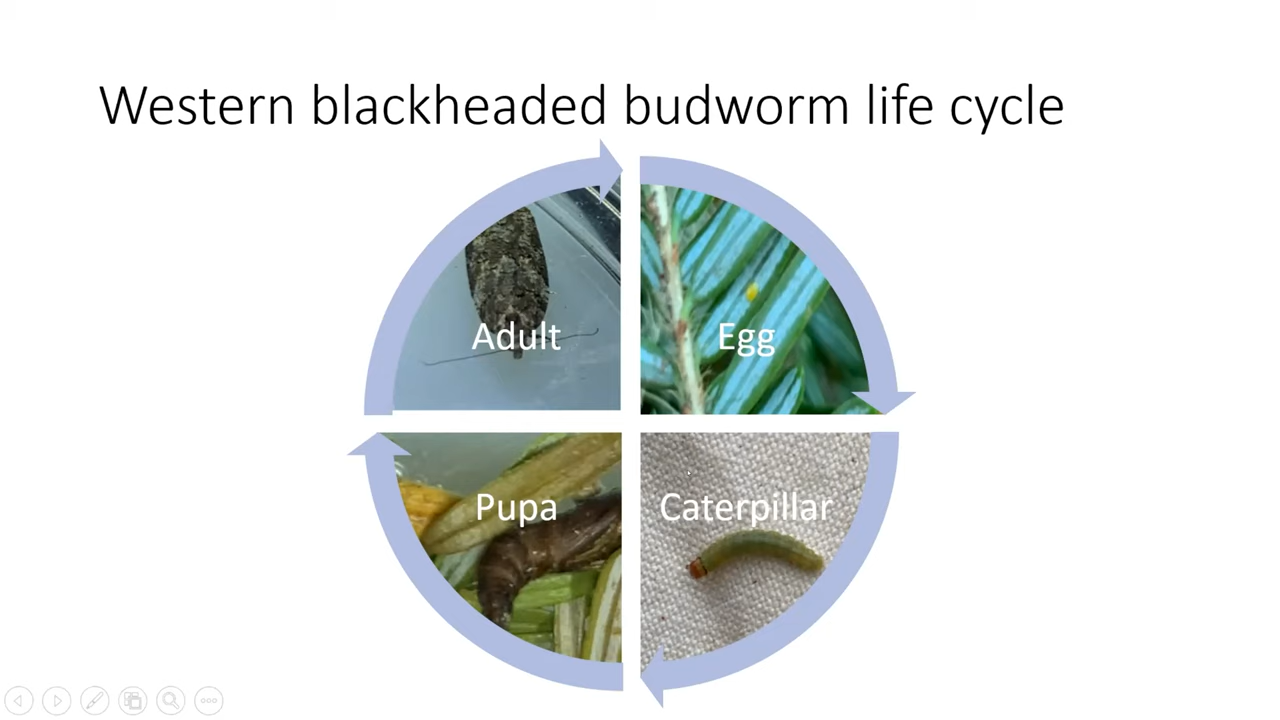 Western blackheaded budworm life cycle
Adult
Egg
Pupa
Caterpillar